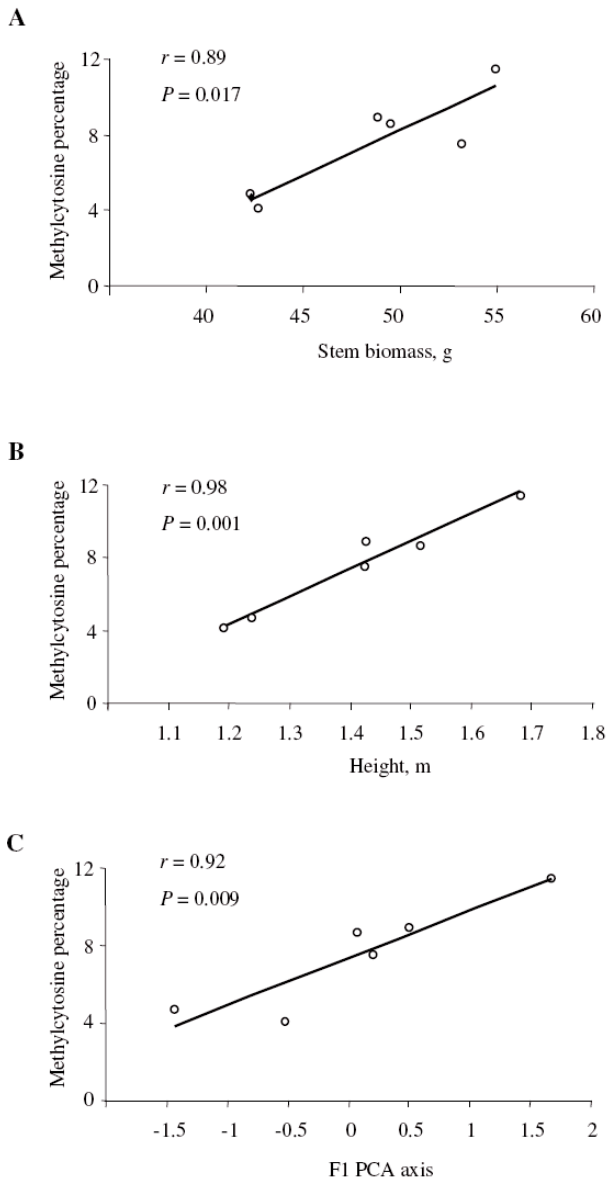 A
r = 0.89
P = 0.017
Methylcytosine percentage
12
8
4
0
40 45 50 55 60
Stem biomass, g
B
r = 0.98
P = 0.001
Methylcytosine percentage
12
8
4
0
1.1 1.2 1.3 1.4 1.5 1.6 1.7 1.8
Height, m
C
r = 0.92
P = 0.009
Methylcytosine percentage
12
8
4
0
-1.5 -1 -0.5 0 0.5 1 1.5 2
F1 PCA axis